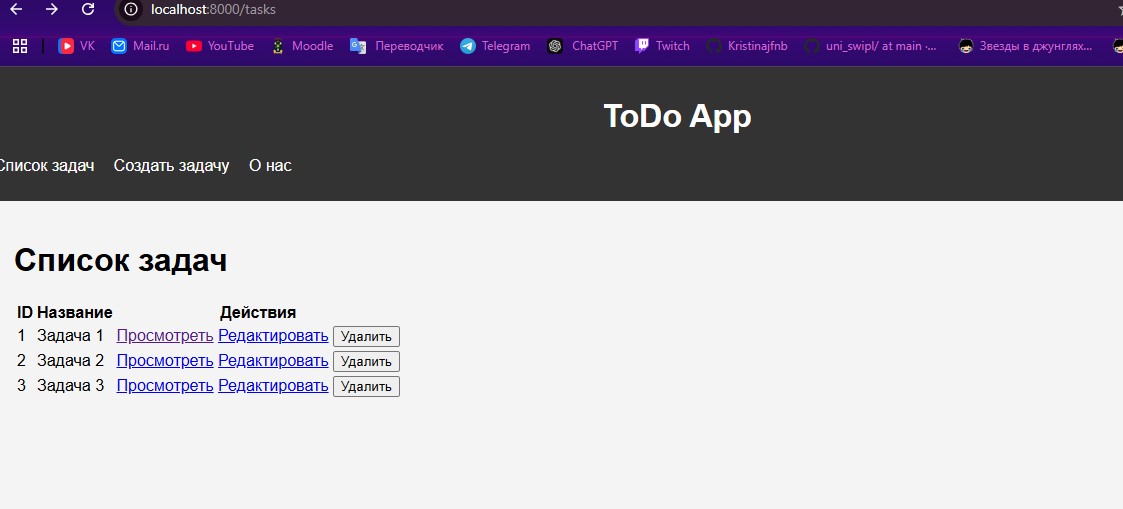 localhost:8000/tasks
VK Mail.ru YouTube Moodle Переводчик Telegram ChatGPT Twitch Kristinajfnb uni_swipl/ at main ·... Звезды в джунглях...
ToDo App
Список задач Создать задачу О нас
Список задач
ID Название Действия
1 Задача 1 Просмотреть Редактировать Удалить
2 Задача 2 Просмотреть Редактировать Удалить
3 Задача 3 Просмотреть Редактировать Удалить